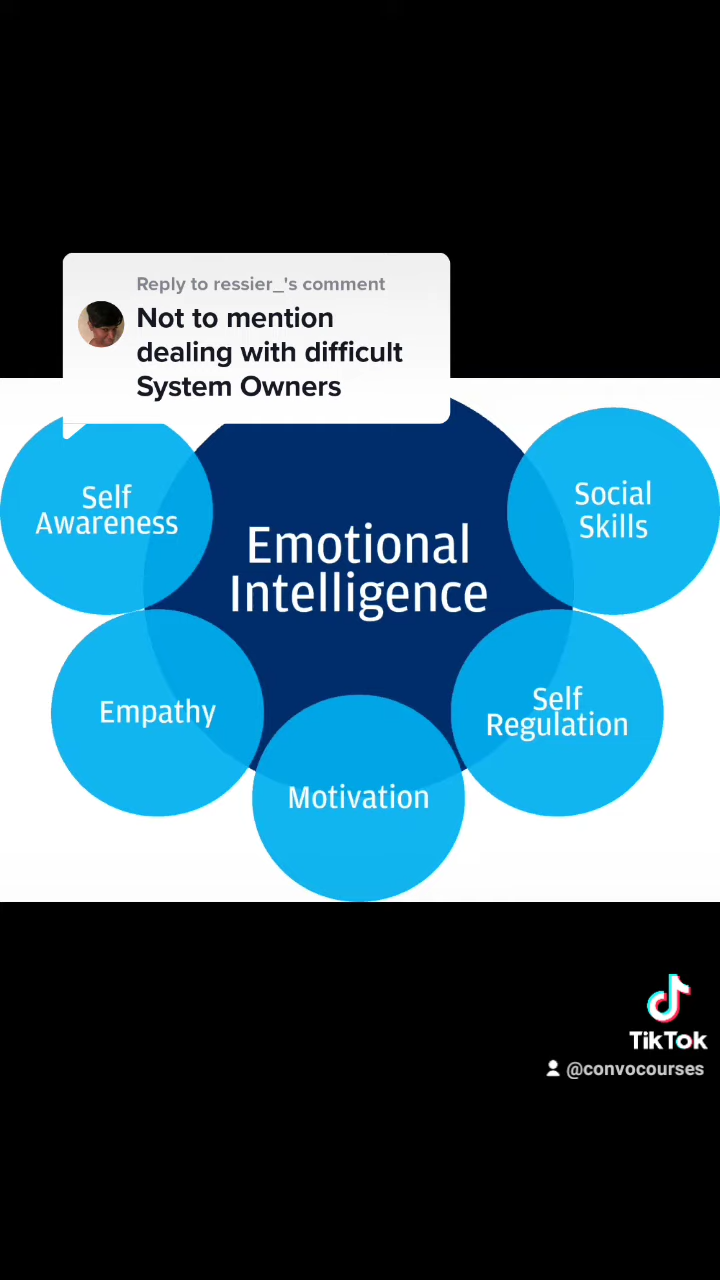 Reply to ressier_'s comment
Not to mention
dealing with difficult
System Owners
Self
Awareness
Emotional
Intelligence
Social
Skills
Empathy
Self
Regulation
Motivation
TikTok
@convocourses